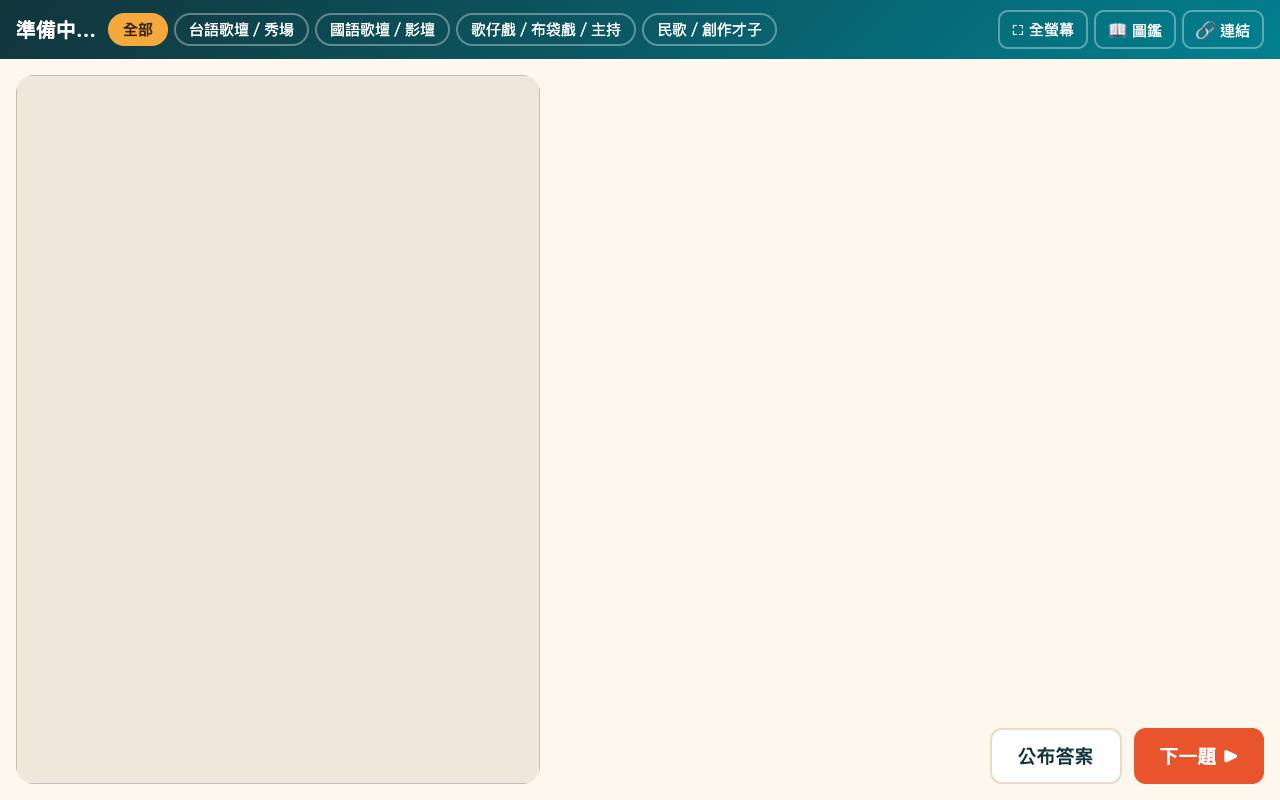 準備中...
全部
台語歌壇 / 秀場
國語歌壇 / 影壇
歌仔戲 / 布袋戲 / 主持
民歌 / 創作才子
全螢幕
圖鑑
連結
公布答案
下一題